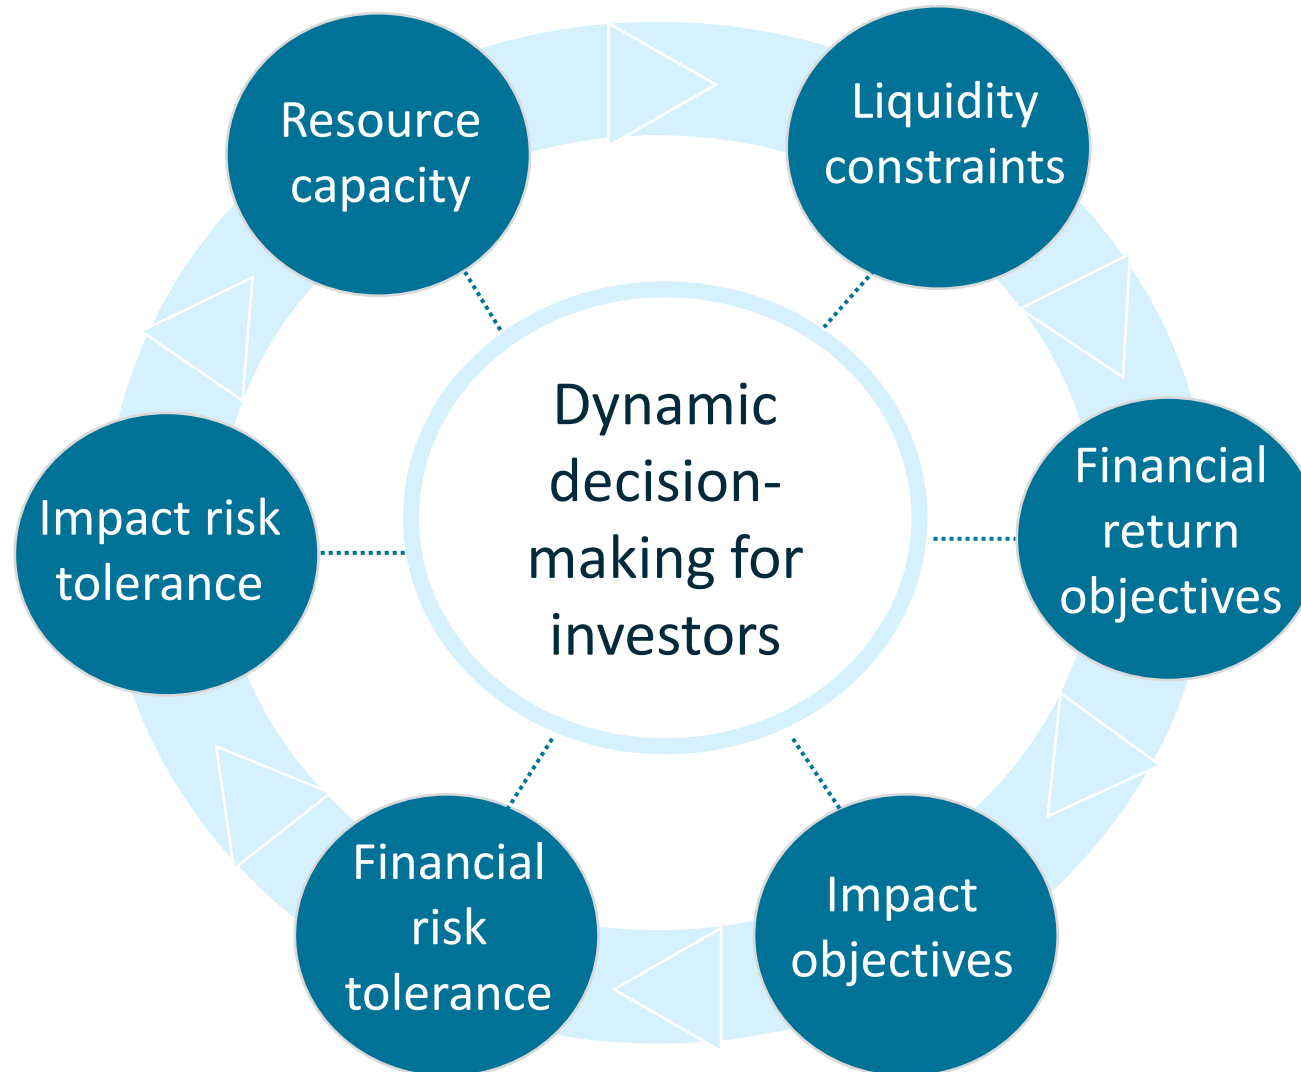 Resource
capacity
Liquidity
constraints
Financial
return
objectives
Impact
objectives
Financial
risk
tolerance
Impact risk
tolerance
Dynamic
decision-
making for
investors